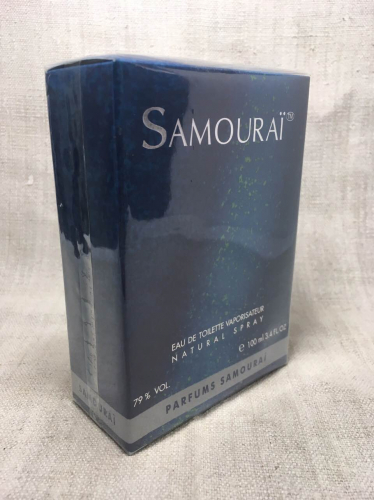 SAMOURAÏ®
EAU DE TOILETTE VAPORISATEUR
NATURAL SPRAY
79% VOL. ℮ 100 ml 3.4 FL.OZ
PARFUMS SAMOURAÏ